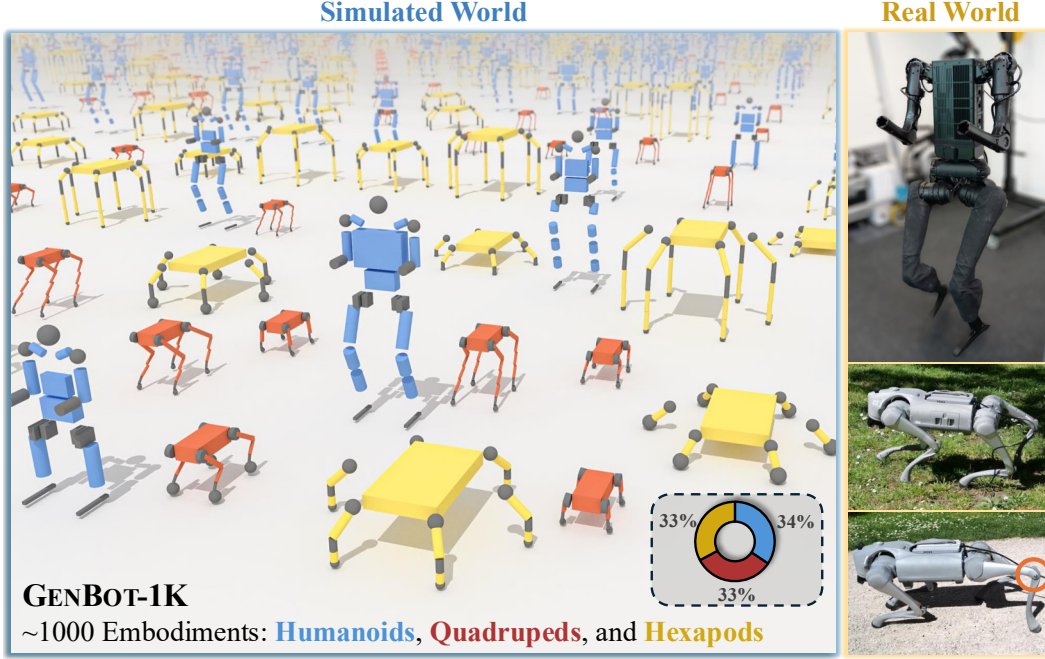 Simulated World
Real World
33%
34%
33%
GENBOT-1K
~1000 Embodiments: Humanoids, Quadrupeds, and Hexapods